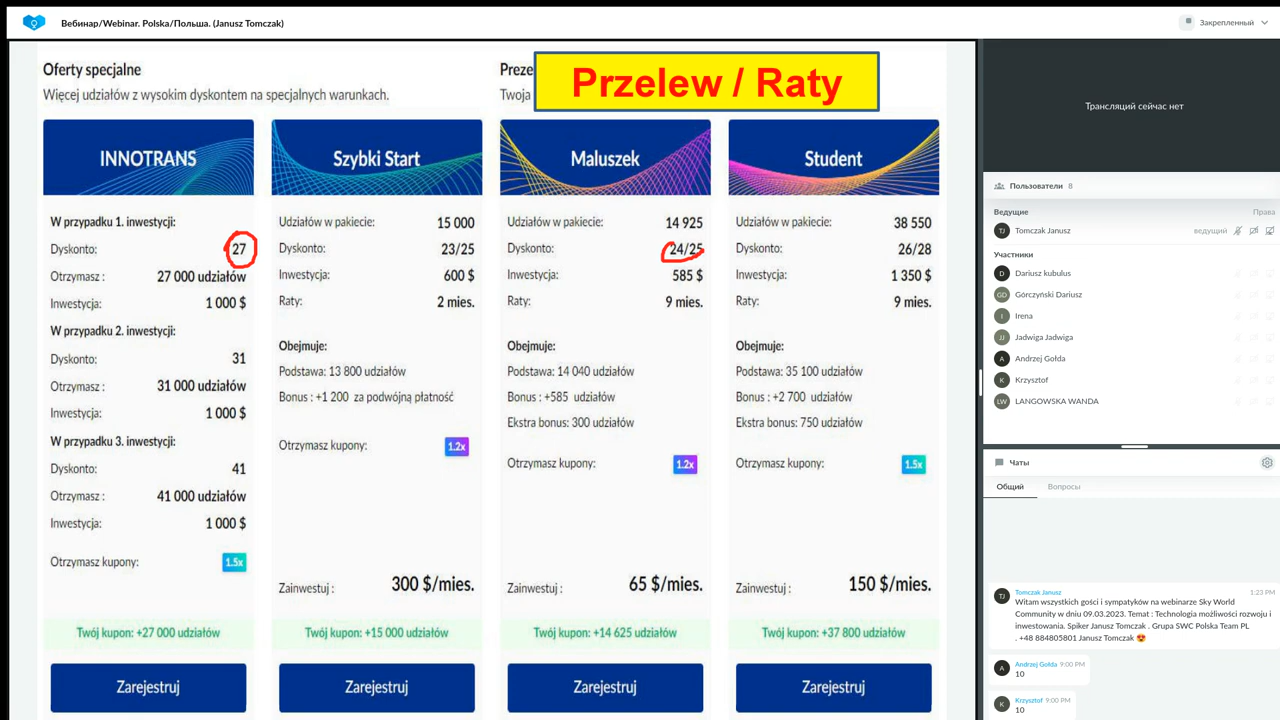 Вебинар/Webinar. Polska/Польша. (Janusz Tomczak)
Закрепленный
Oferty specjalne
Więcej udziałów z wysokim dyskontem na specjalnych warunkach.
Preze
Twoja
Przelew / Raty
INNOTRANS
W przypadku 1. inwestycji:
Dyskonto: 27
Otrzymasz : 27 000 udziałów
Inwestycja: 1 000 $
W przypadku 2. inwestycji:
Dyskonto: 31
Otrzymasz : 31 000 udziałów
Inwestycja: 1 000 $
W przypadku 3. inwestycji:
Dyskonto: 41
Otrzymasz : 41 000 udziałów
Inwestycja: 1 000 $
Otrzymasz kupony: 1.5x
Twój kupon: +27 000 udziałów
Zarejestruj
Szybki Start
Udziałów w pakiecie: 15 000
Dyskonto: 23/25
Inwestycja: 600 $
Raty: 2 mies.
Obejmuje:
Podstawa: 13 800 udziałów
Bonus : +1 200 za podwójną płatność
Otrzymasz kupony: 1.2x
Zainwestuj : 300 $/mies.
Twój kupon: +15 000 udziałów
Zarejestruj
Maluszek
Udziałów w pakiecie: 14 925
Dyskonto: 24/25
Inwestycja: 585 $
Raty: 9 mies.
Obejmuje:
Podstawa: 14 040 udziałów
Bonus : +585 udziałów
Ekstra bonus: 300 udziałów
Otrzymasz kupony: 1.2x
Zainwestuj : 65 $/mies.
Twój kupon: +14 625 udziałów
Zarejestruj
Student
Udziałów w pakiecie: 38 550
Dyskonto: 26/28
Inwestycja: 1 350 $
Raty: 9 mies.
Obejmuje:
Podstawa: 35 100 udziałów
Bonus : +2 700 udziałów
Ekstra bonus: 750 udziałów
Otrzymasz kupony: 1.5x
Zainwestuj : 150 $/mies.
Twój kupon: +37 800 udziałów
Zarejestruj
Трансляций сейчас нет
Пользователи 8
Ведущие Права
TJ Tomczak Janusz ведущий
Участники
D Dariusz kubulus
GD Górczyński Dariusz
I Irena
JJ Jadwiga Jadwiga
A Andrzej Gołda
K Krzysztof
LW LANGOWSKA WANDA
Чаты
Общий Вопросы
TJ Tomczak Janusz 1:23 PM
Witam wszystkich gości i sympatyków na webinarze Sky World
Community w dniu 09.03.2023. Temat : Technologia możliwości rozwoju i
inwestowania. Spiker Janusz Tomczak . Grupa SWC Polska Team PL
. +48 884805801 Janusz Tomczak 😍
A Andrzej Gołda 9:00 PM
10
K Krzysztof 9:00 PM
10